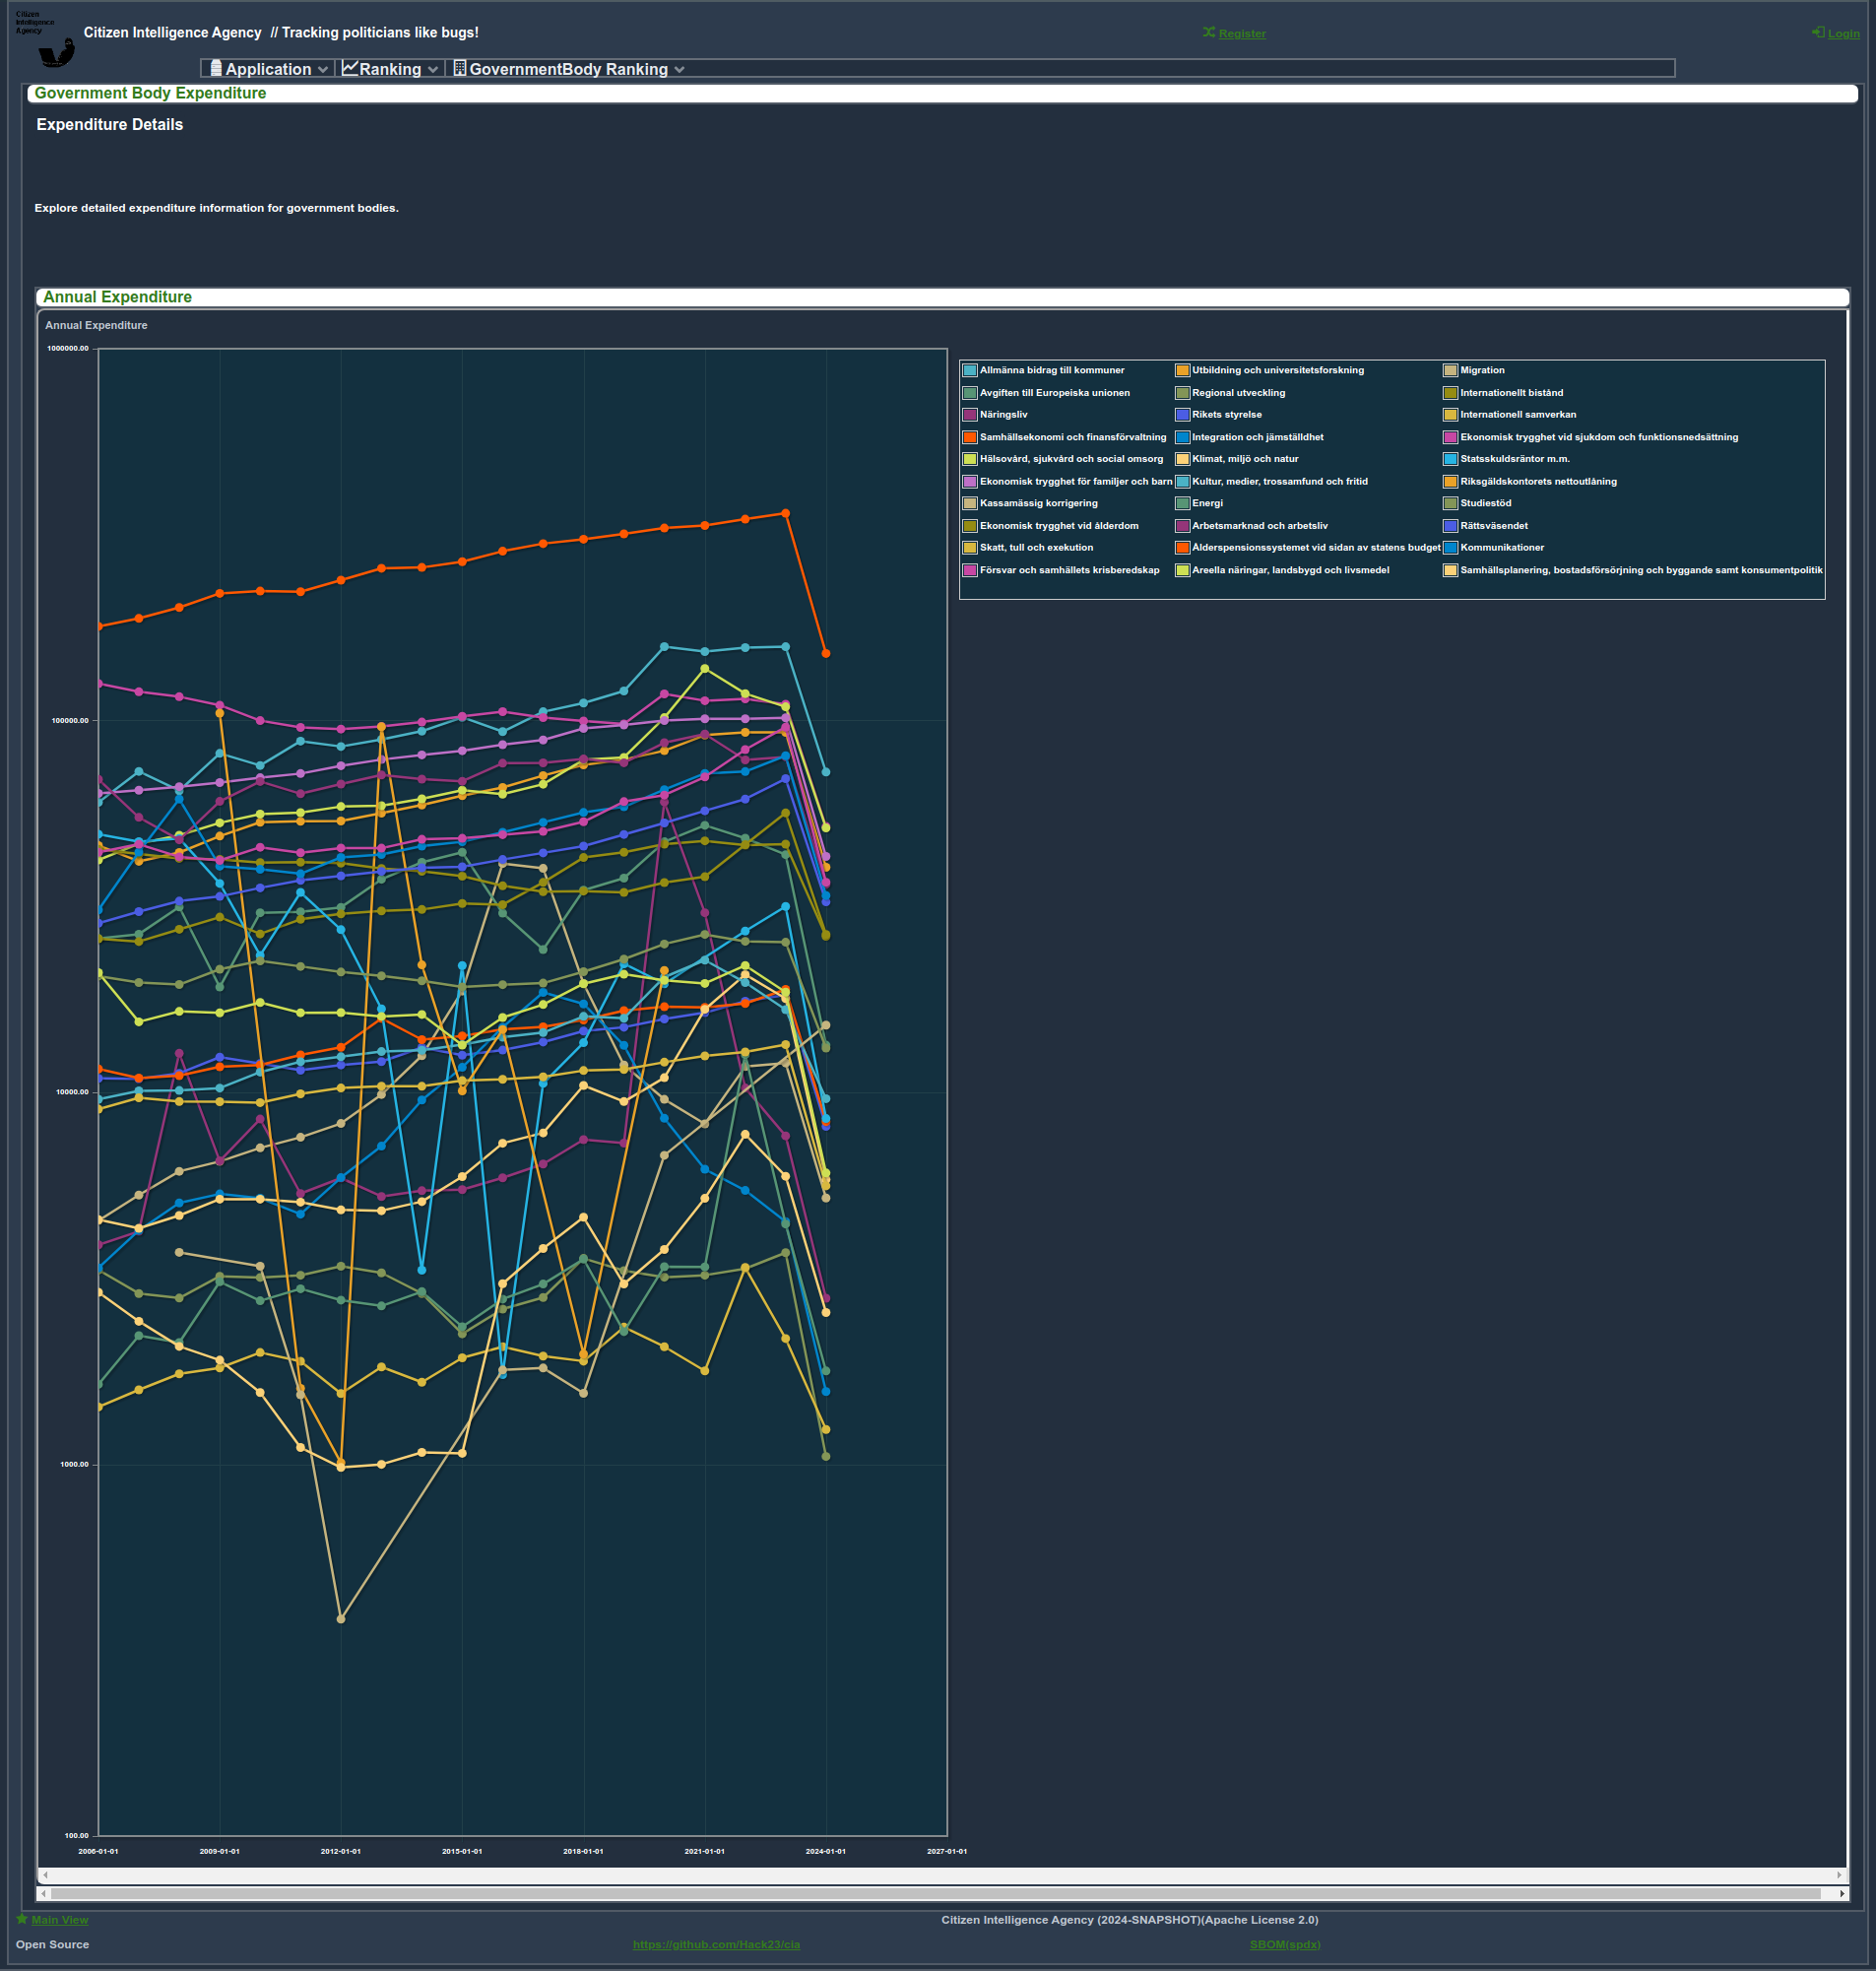 Citizen
Intelligence
Agency
Citizen Intelligence Agency // Tracking politicians like bugs!
Register
Login
Application
Ranking
GovernmentBody Ranking
Government Body Expenditure
Expenditure Details
Explore detailed expenditure information for government bodies.
Annual Expenditure
Annual Expenditure
1000000.00
100000.00
10000.00
1000.00
100.00
2006-01-01 2009-01-01 2012-01-01 2015-01-01 2018-01-01 2021-01-01 2024-01-01 2027-01-01
Allmänna bidrag till kommuner Utbildning och universitetsforskning Migration
Avgiften till Europeiska unionen Regional utveckling Internationellt bistånd
Näringsliv Rikets styrelse Internationell samverkan
Samhällsekonomi och finansförvaltning Integration och jämställdhet Ekonomisk trygghet vid sjukdom och funktionsnedsättning
Hälsovård, sjukvård och social omsorg Klimat, miljö och natur Statsskuldsräntor m.m.
Ekonomisk trygghet för familjer och barn Kultur, medier, trossamfund och fritid Riksgäldskontorets nettoutlåning
Kassamässig korrigering Energi Studiestöd
Ekonomisk trygghet vid ålderdom Arbetsmarknad och arbetsliv Rättsväsendet
Skatt, tull och exekution Ålderspensionssystemet vid sidan av statens budget Kommunikationer
Försvar och samhällets krisberedskap Areella näringar, landsbygd och livsmedel Samhällsplanering, bostadsförsörjning och byggande samt konsumentpolitik
Main View
Citizen Intelligence Agency (2024-SNAPSHOT)(Apache License 2.0)
Open Source
https://github.com/Hack23/cia
SBOM(spdx)